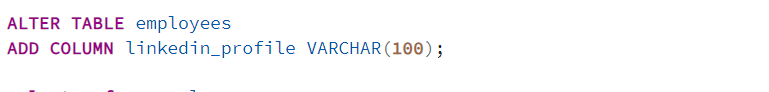 ALTER TABLE employees
ADD COLUMN linkedin_profile VARCHAR(100);